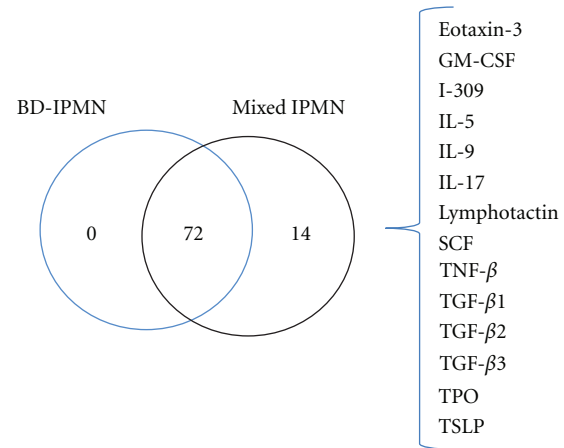 BD-IPMN
Mixed IPMN
0
72
14
Eotaxin-3
GM-CSF
I-309
IL-5
IL-9
IL-17
Lymphotactin
SCF
TNF-β
TGF-β1
TGF-β2
TGF-β3
TPO
TSLP